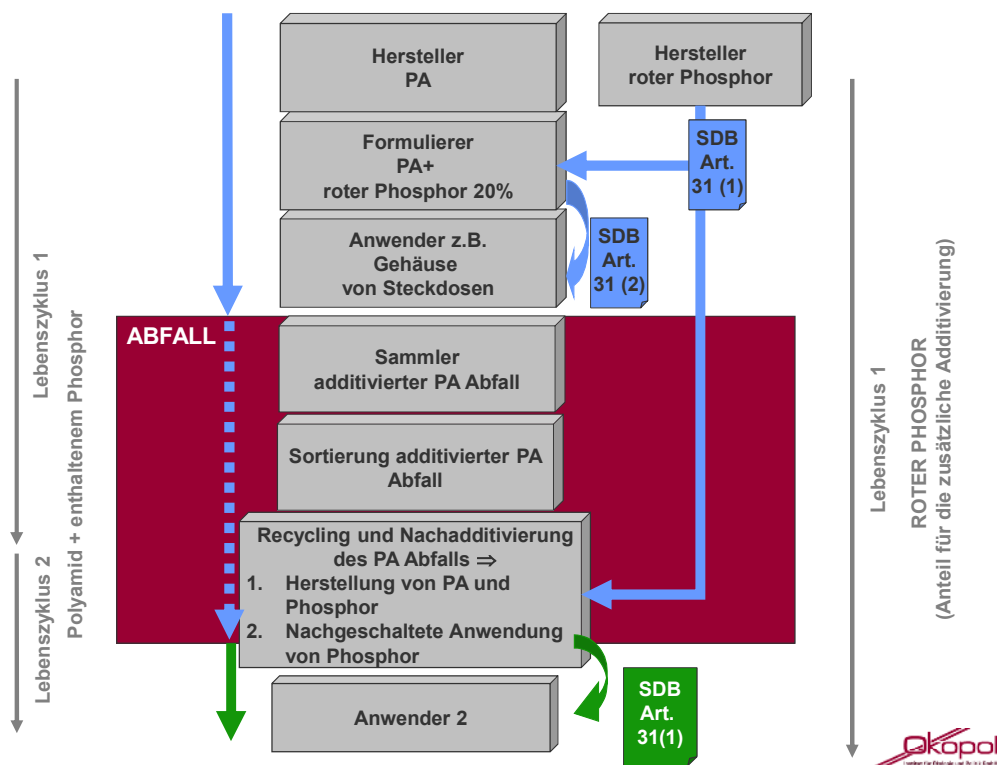 Hersteller
PA
Hersteller
roter Phosphor
Formulierer
PA+
roter Phosphor 20%
SDB
Art.
31 (1)
Anwender z.B.
Gehäuse
von Steckdosen
SDB
Art.
31 (2)
ABFALL
Sammler
additivierter PA Abfall
Sortierung additivierter PA
Abfall
Recycling und Nachadditivierung
des PA Abfalls ⇒
1. Herstellung von PA und
Phosphor
2. Nachgeschaltete Anwendung
von Phosphor
Anwender 2
SDB
Art.
31(1)
Lebenszyklus 1
Lebenszyklus 2
Polyamid + enthaltenem Phosphor
Lebenszyklus 1
ROTER PHOSPHOR
(Anteil für die zusätzliche Additivierung)
Ökopol